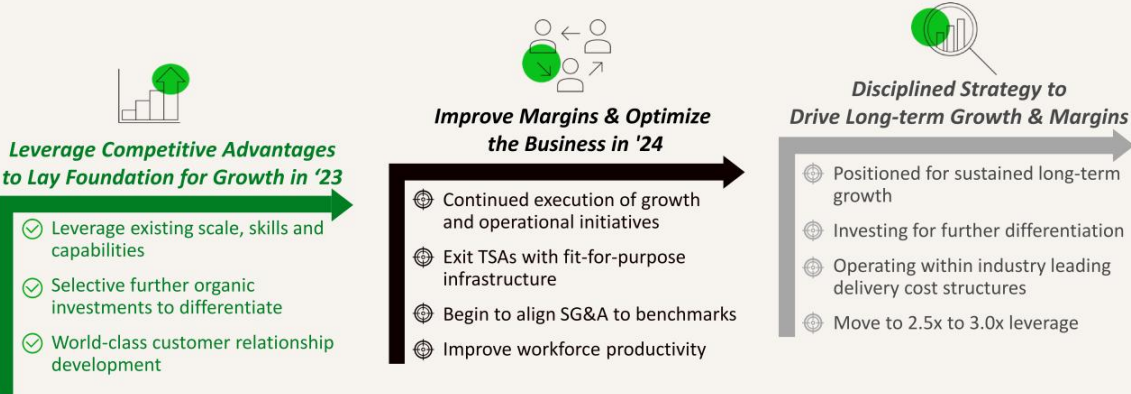 Leverage Competitive Advantages
to Lay Foundation for Growth in ‘23
Leverage existing scale, skills and
capabilities
Selective further organic
investments to differentiate
World-class customer relationship
development
Improve Margins & Optimize
the Business in '24
Continued execution of growth
and operational initiatives
Exit TSAs with fit-for-purpose
infrastructure
Begin to align SG&A to benchmarks
Improve workforce productivity
Disciplined Strategy to
Drive Long-term Growth & Margins
Positioned for sustained long-term
growth
Investing for further differentiation
Operating within industry leading
delivery cost structures
Move to 2.5x to 3.0x leverage